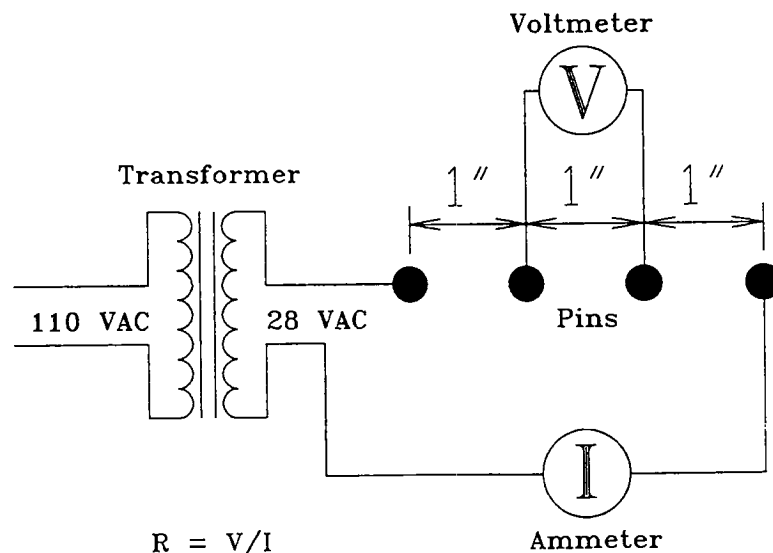 Voltmeter
V
Transformer
1" 1" 1"
110 VAC 28 VAC
Pins
I
R = V/I
Ammeter